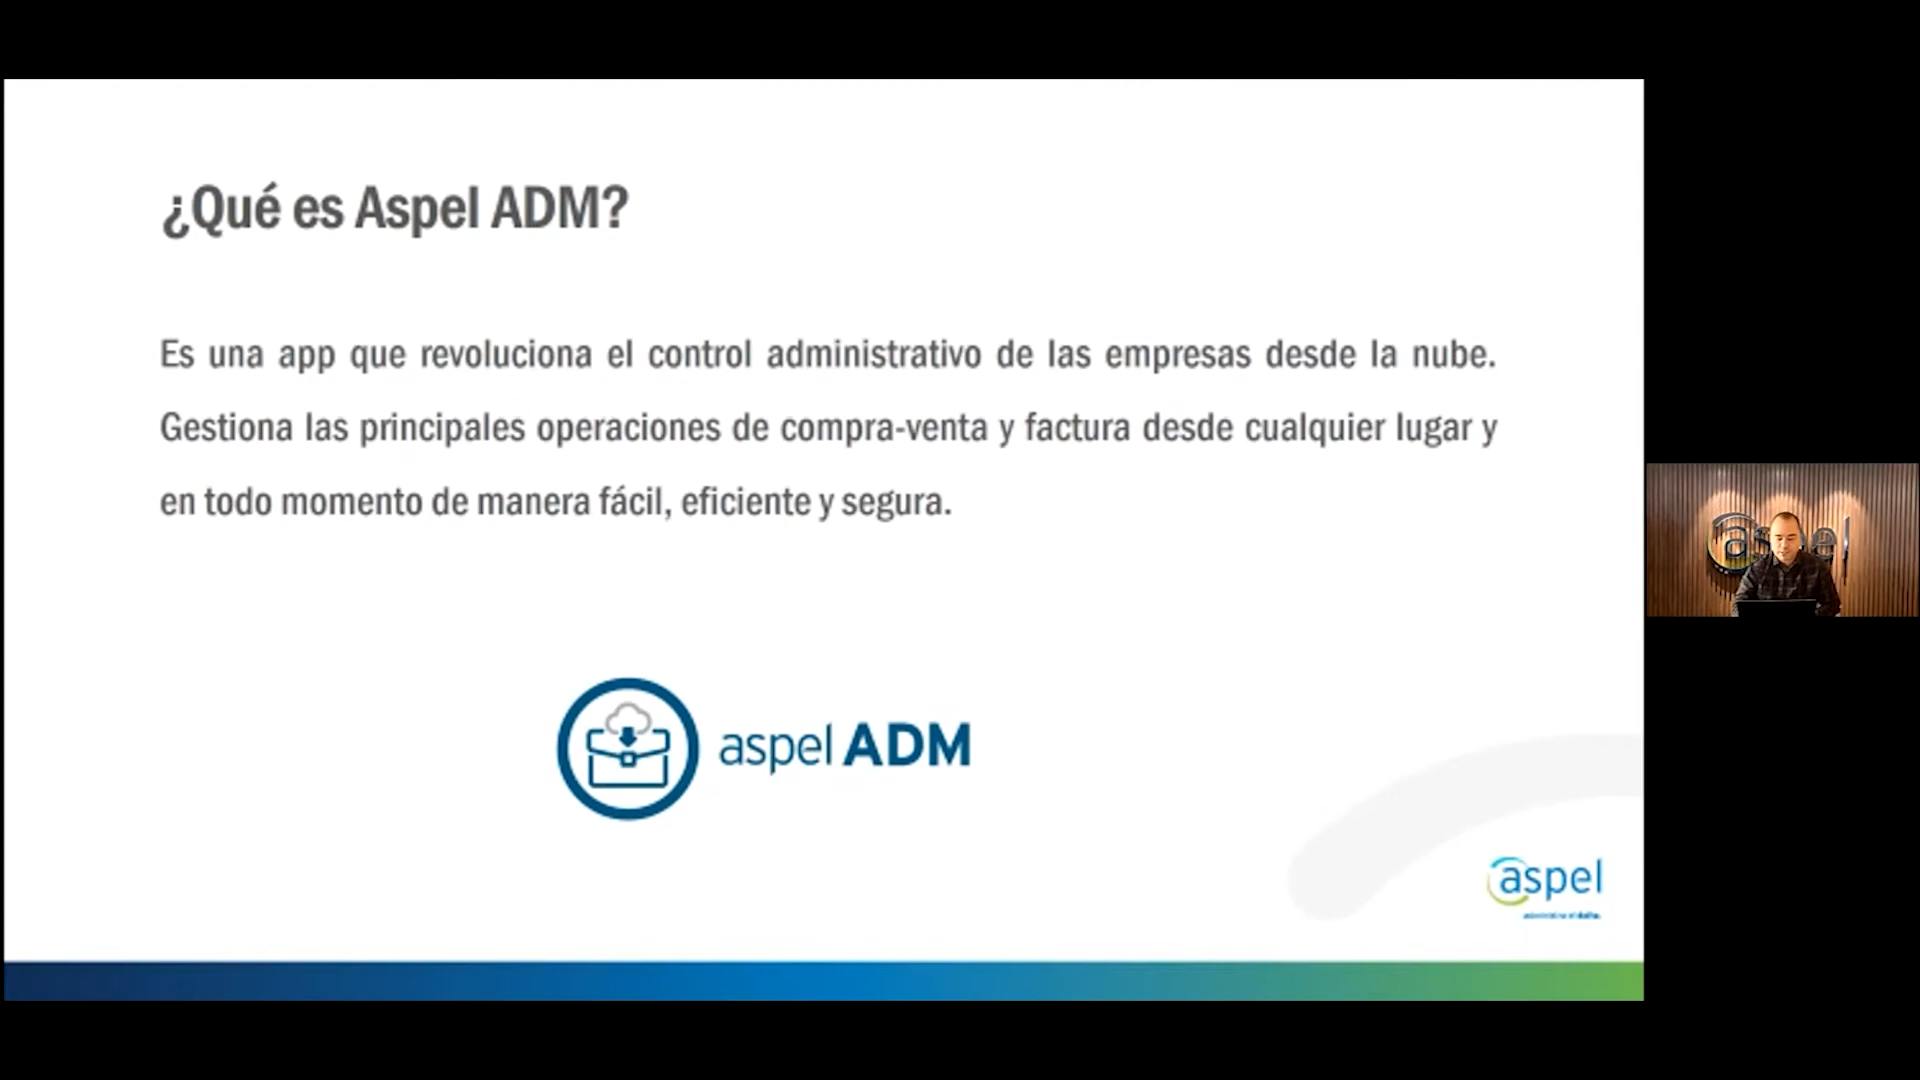 ¿Qué es Aspel ADM?
Es una app que revoluciona el control administrativo de las empresas desde la nube.
Gestiona las principales operaciones de compra-venta y factura desde cualquier lugar y
en todo momento de manera fácil, eficiente y segura.
aspel ADM
aspel